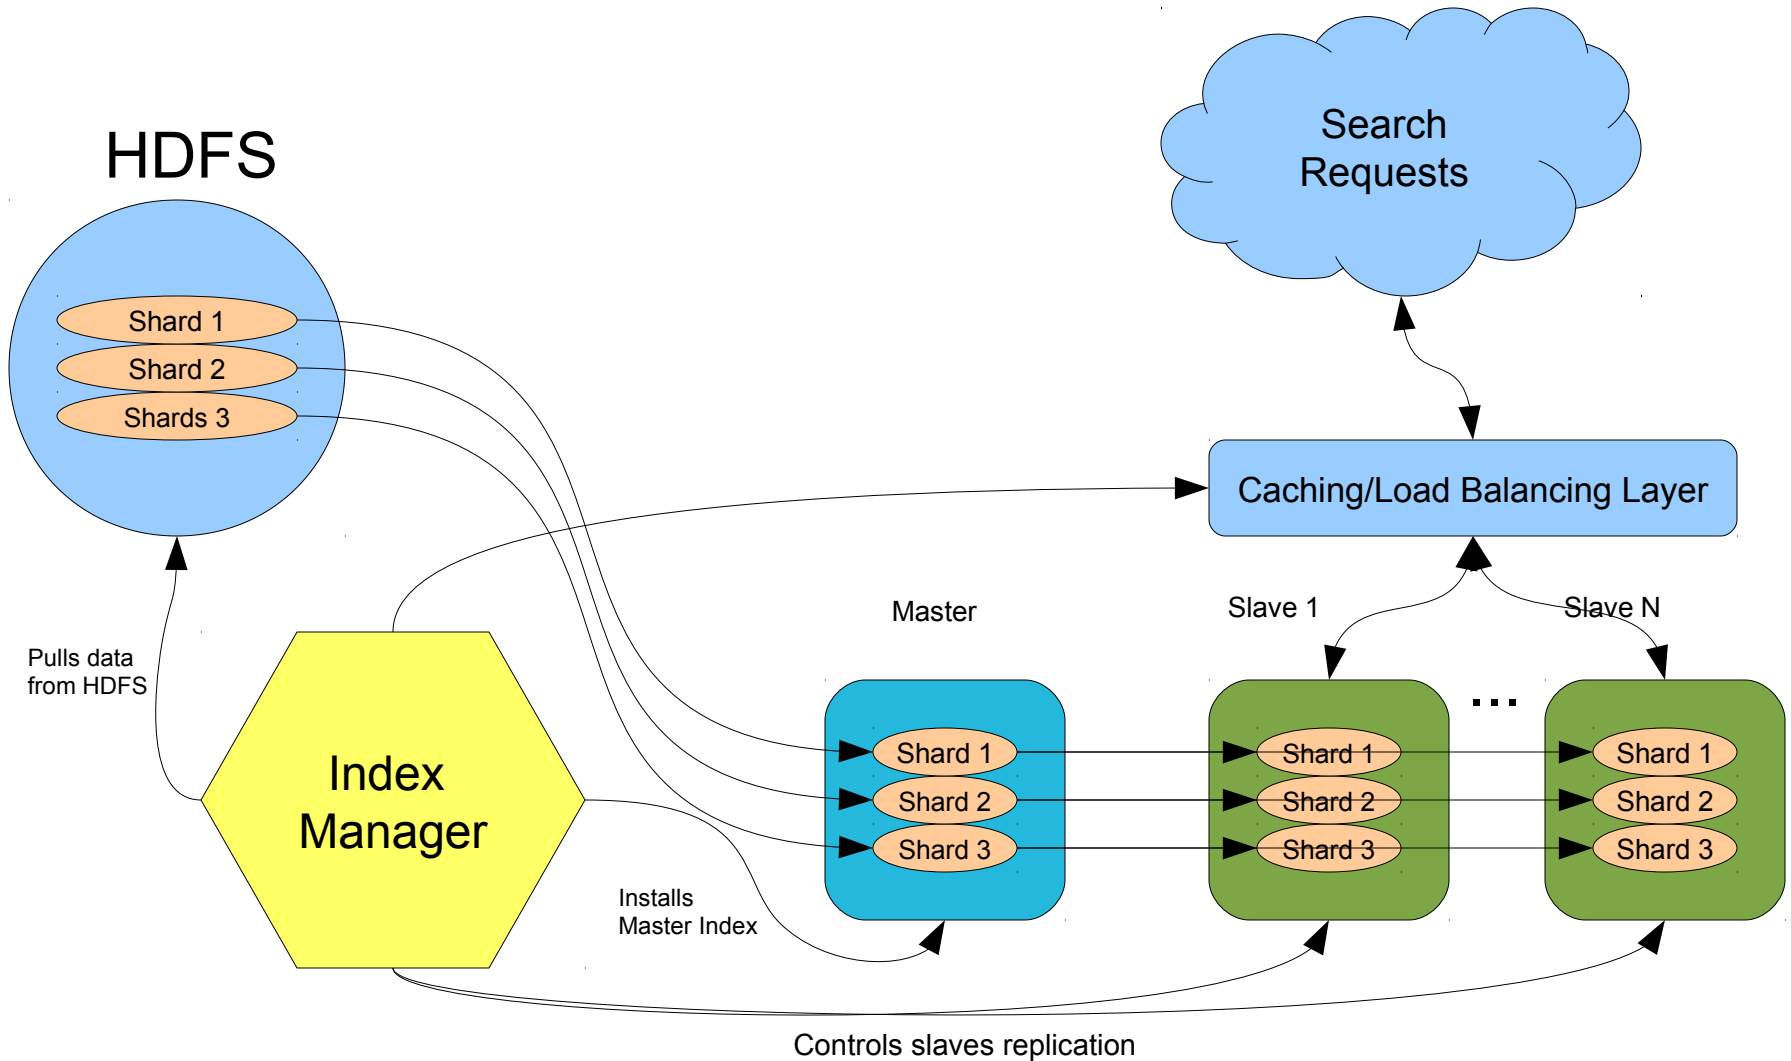 HDFS
Shard 1
Shard 2
Shards 3
Search
Requests
Caching/Load Balancing Layer
Pulls data
from HDFS
Index
Manager
Installs
Master Index
Master
Shard 1
Shard 2
Shard 3
Slave 1
Shard 1
Shard 2
Shard 3
...
Slave N
Shard 1
Shard 2
Shard 3
Controls slaves replication